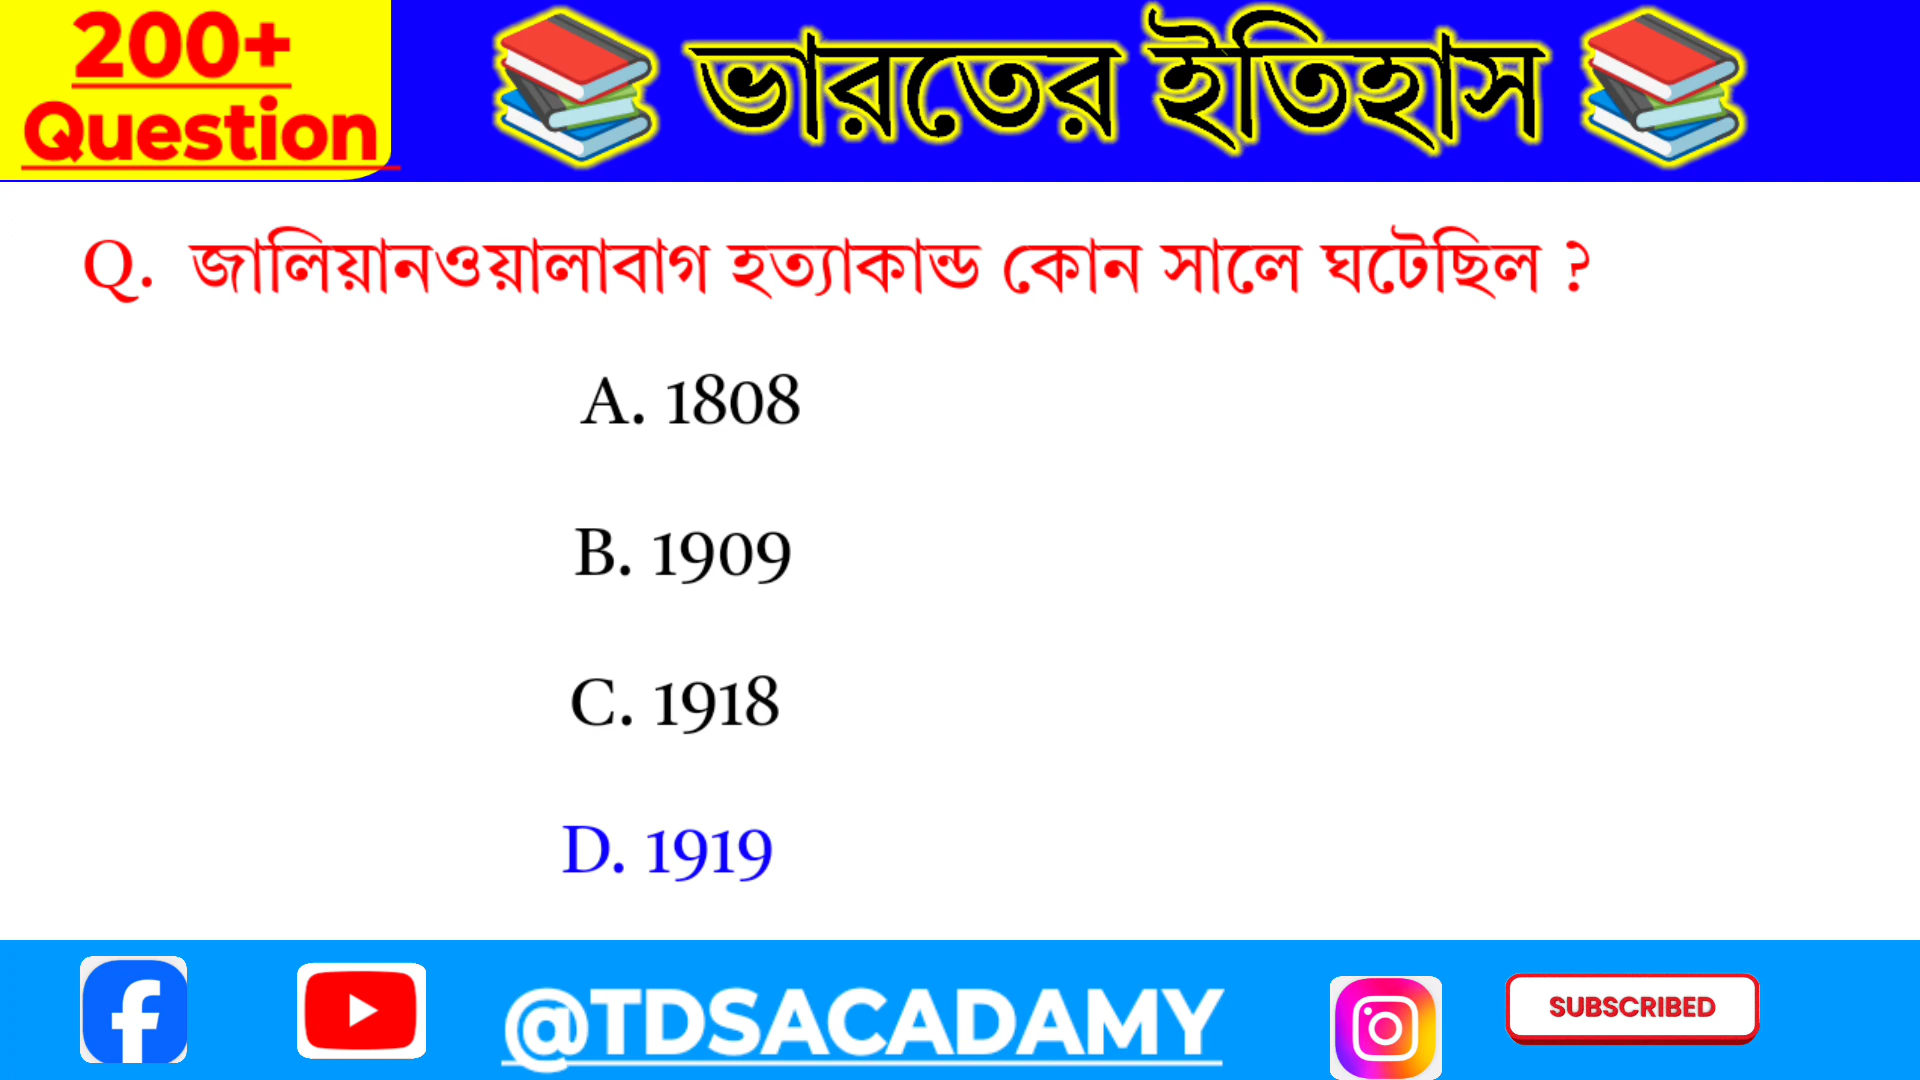 200+
Question
📚 ভারতের ইতিহাস 📚
Q. জালিয়ানওয়ালাবাগ হত্যাকান্ড কোন সালে ঘটেছিল ?
A. 1808
B. 1909
C. 1918
D. 1919
@TDSACADAMY
SUBSCRIBED